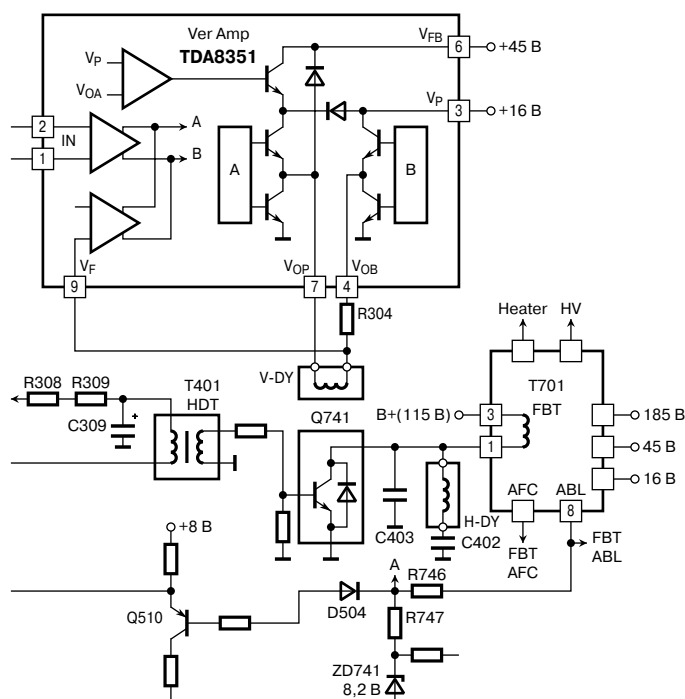 Ver Amp
TDA8351
VFB
6
+45 В
VP
VOA
VP
3
+16 В
2
IN
A
1
B
A
B
VF
VOP
VOB
9
7
4
R304
Heater
HV
V-DY
R308
R309
T401
HDT
C309
+
Q741
B+(115 В)
3
T701
FBT
185 В
1
45 В
16 В
AFC
ABL
8
C403
H-DY
C402
FBT
AFC
FBT
ABL
+8 В
A
R746
D504
R747
Q510
ZD741
8,2 В